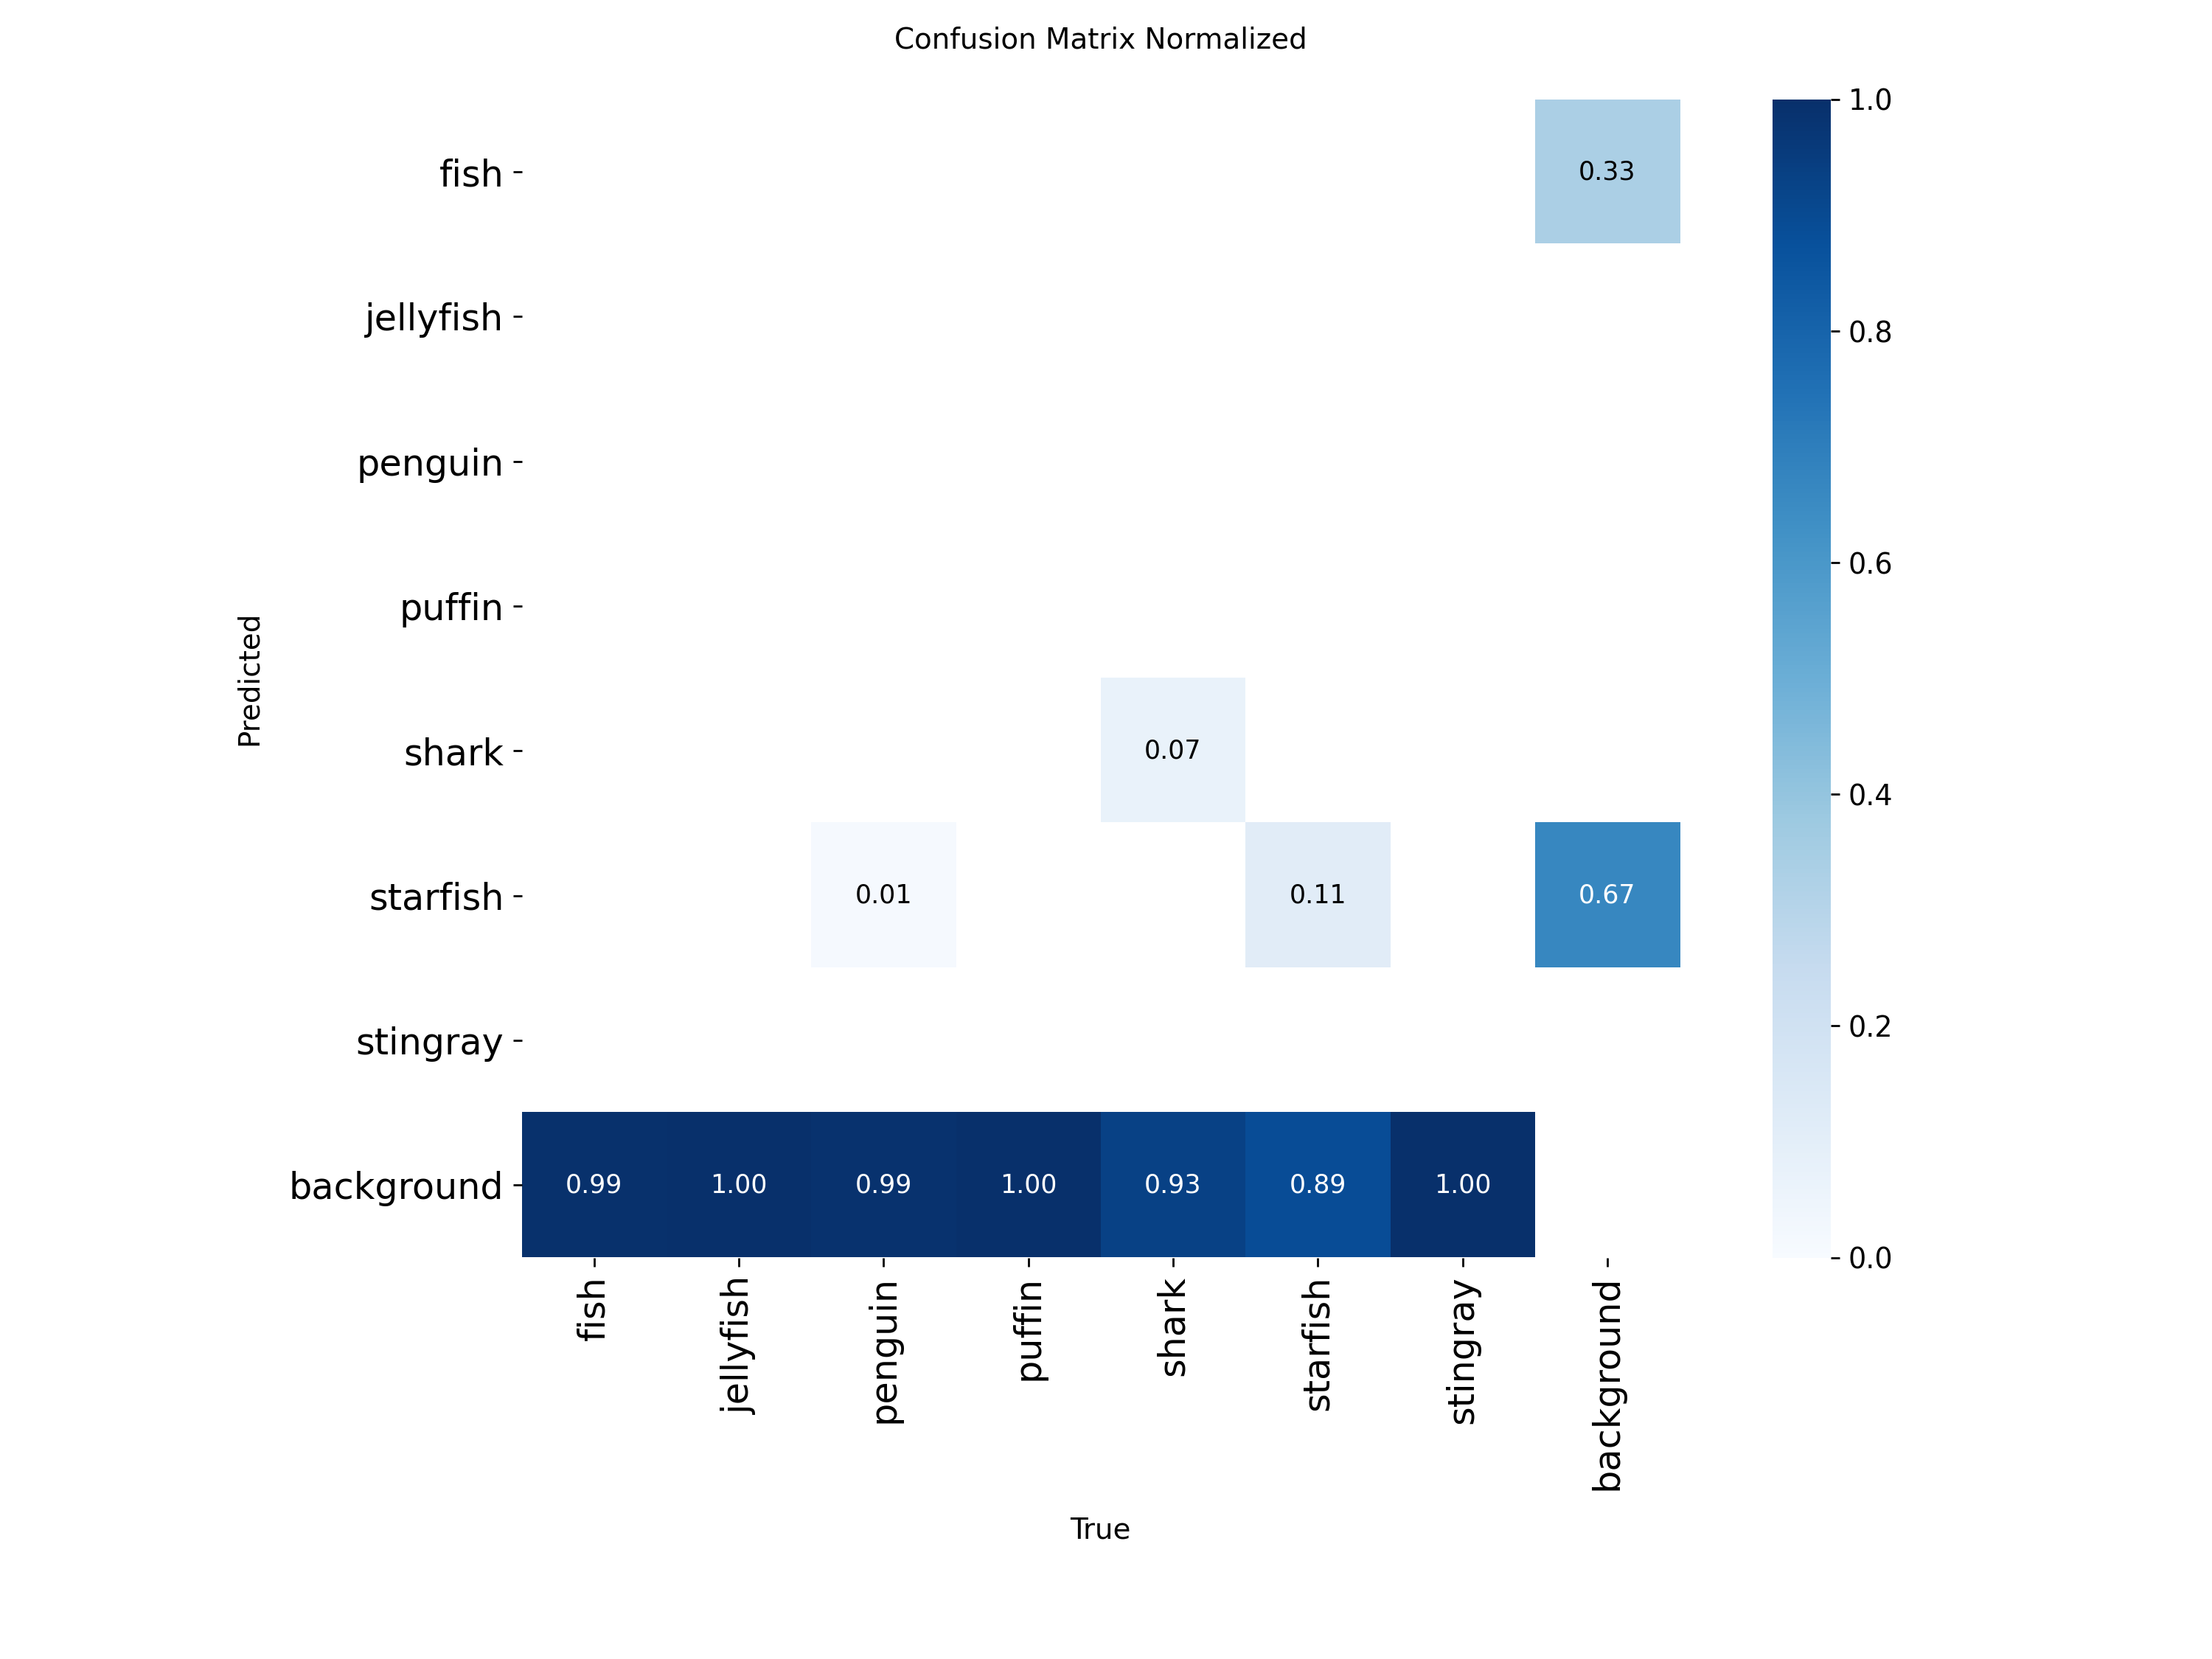 Confusion Matrix Normalized
fish
0.33
1.0
jellyfish
0.8
penguin
0.6
puffin
Predicted
shark
0.07
0.4
starfish
0.01 0.11 0.67
stingray
0.2
background
0.99 1.00 0.99 1.00 0.93 0.89 1.00
0.0
fish jellyfish penguin puffin shark starfish stingray background
True